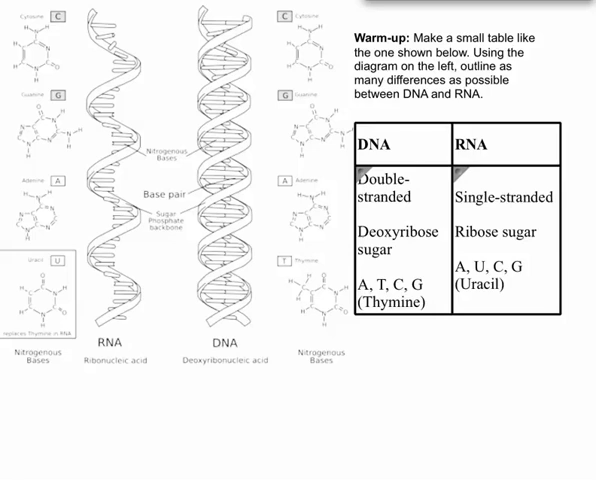 Cytosine C
Guanine G
Adenine A
Uracil U
replaces Thymine in RNA
Nitrogenous
Bases
Nitrogenous
Bases
Base pair
Sugar
Phosphate
backbone
RNA
Ribonucleic acid
DNA
Deoxyribonucleic acid
C Cytosine
G Guanine
A Adenine
T Thymine
Nitrogenous
Bases
Warm-up: Make a small table like
the one shown below. Using the
diagram on the left, outline as
many differences as possible
between DNA and RNA.
DNA
RNA
Double-
stranded
Deoxyribose
sugar
A, T, C, G
(Thymine)
Single-stranded
Ribose sugar
A, U, C, G
(Uracil)